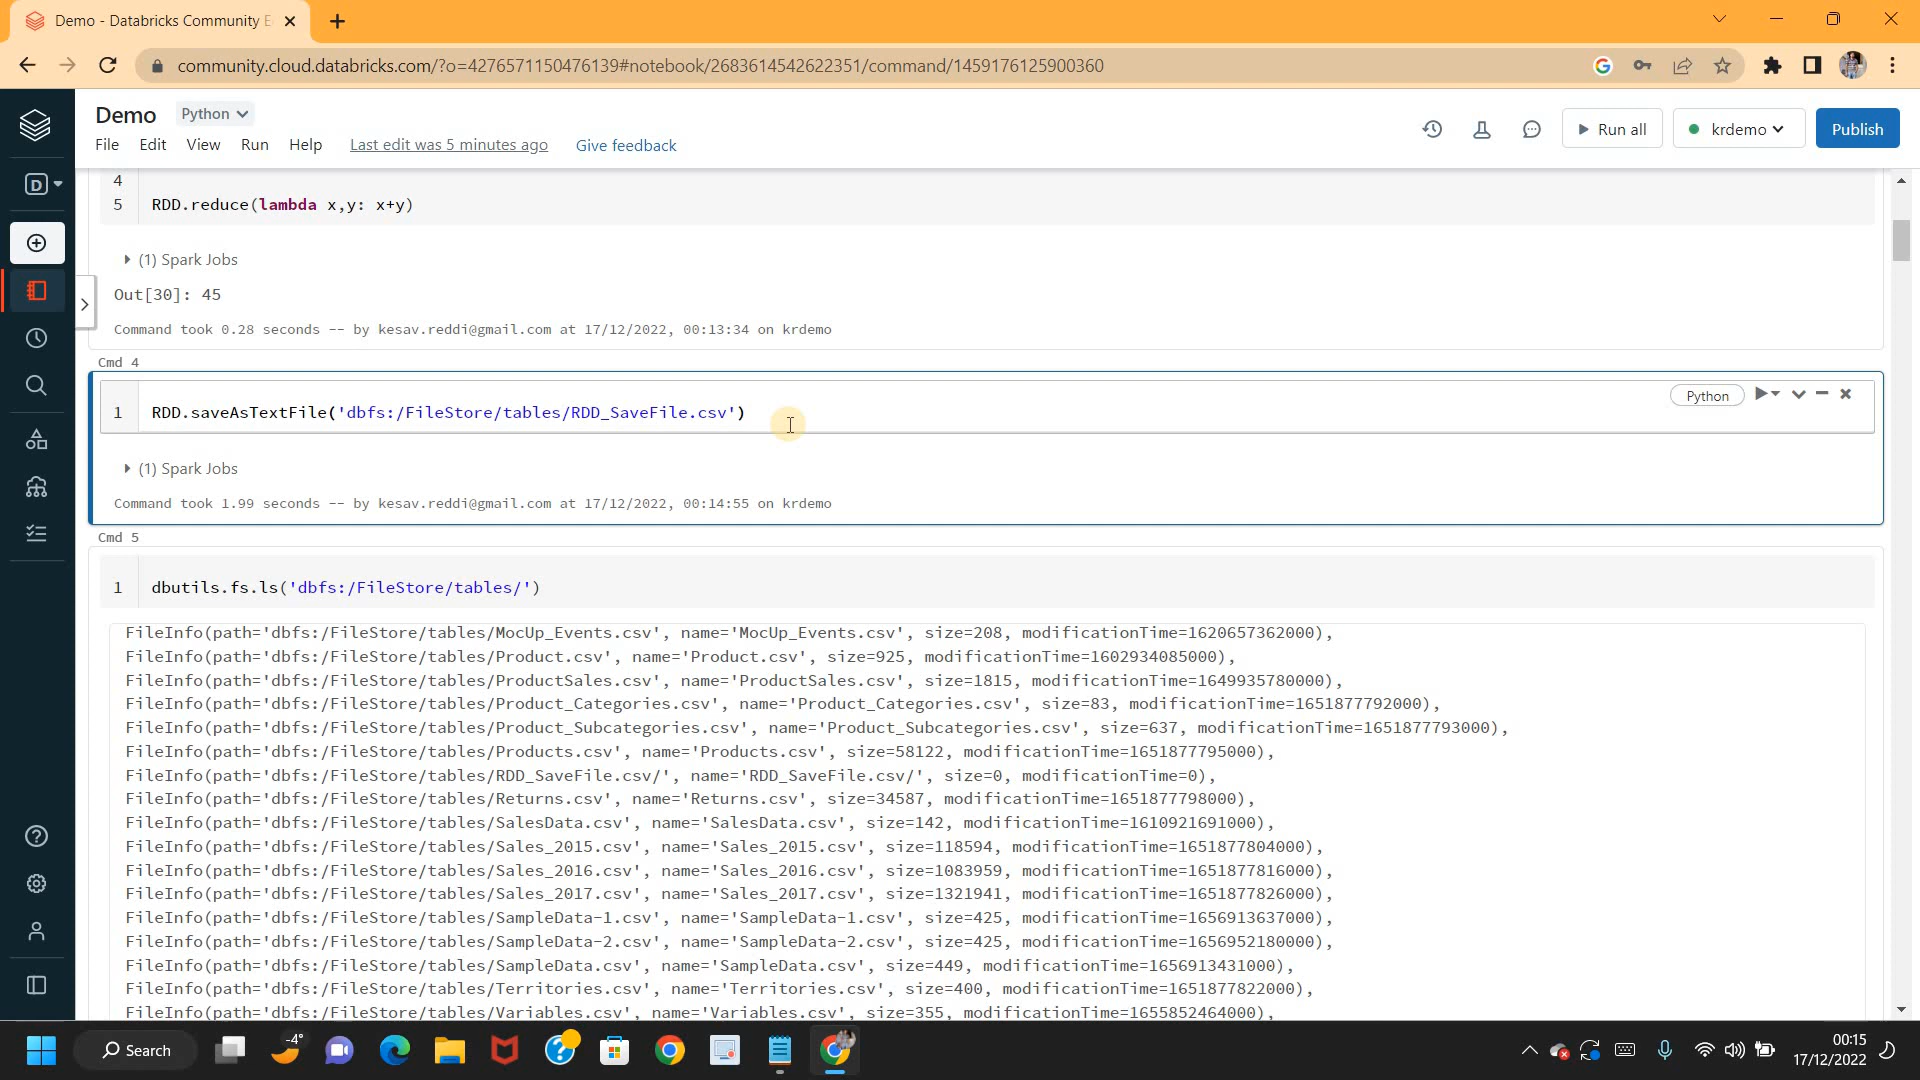 Demo - Databricks Community E
community.cloud.databricks.com/?o=4276571150476139#notebook/2683614542622351/command/1459176125900360
Demo Python
File Edit View Run Help Last edit was 5 minutes ago Give feedback
Run all krdemo Publish
D
4
5 RDD.reduce(lambda x,y: x+y)
(1) Spark Jobs
Out[30]: 45
Command took 0.28 seconds -- by kesav.reddi@gmail.com at 17/12/2022, 00:13:34 on krdemo
Cmd 4
Python
1 RDD.saveAsTextFile('dbfs:/FileStore/tables/RDD_SaveFile.csv')
(1) Spark Jobs
Command took 1.99 seconds -- by kesav.reddi@gmail.com at 17/12/2022, 00:14:55 on krdemo
Cmd 5
1 dbutils.fs.ls('dbfs:/FileStore/tables/')
FileInfo(path='dbfs:/FileStore/tables/MocUp_Events.csv', name='MocUp_Events.csv', size=208, modificationTime=1620657362000),
FileInfo(path='dbfs:/FileStore/tables/Product.csv', name='Product.csv', size=925, modificationTime=1602934085000),
FileInfo(path='dbfs:/FileStore/tables/ProductSales.csv', name='ProductSales.csv', size=1815, modificationTime=1649935780000),
FileInfo(path='dbfs:/FileStore/tables/Product_Categories.csv', name='Product_Categories.csv', size=83, modificationTime=1651877792000),
FileInfo(path='dbfs:/FileStore/tables/Product_Subcategories.csv', name='Product_Subcategories.csv', size=637, modificationTime=1651877793000),
FileInfo(path='dbfs:/FileStore/tables/Products.csv', name='Products.csv', size=58122, modificationTime=1651877795000),
FileInfo(path='dbfs:/FileStore/tables/RDD_SaveFile.csv/', name='RDD_SaveFile.csv/', size=0, modificationTime=0),
FileInfo(path='dbfs:/FileStore/tables/Returns.csv', name='Returns.csv', size=34587, modificationTime=1651877798000),
FileInfo(path='dbfs:/FileStore/tables/SalesData.csv', name='SalesData.csv', size=142, modificationTime=1610921691000),
FileInfo(path='dbfs:/FileStore/tables/Sales_2015.csv', name='Sales_2015.csv', size=118594, modificationTime=1651877804000),
FileInfo(path='dbfs:/FileStore/tables/Sales_2016.csv', name='Sales_2016.csv', size=1083959, modificationTime=1651877816000),
FileInfo(path='dbfs:/FileStore/tables/Sales_2017.csv', name='Sales_2017.csv', size=1321941, modificationTime=1651877826000),
FileInfo(path='dbfs:/FileStore/tables/SampleData-1.csv', name='SampleData-1.csv', size=425, modificationTime=1656913637000),
FileInfo(path='dbfs:/FileStore/tables/SampleData-2.csv', name='SampleData-2.csv', size=425, modificationTime=1656952180000),
FileInfo(path='dbfs:/FileStore/tables/SampleData.csv', name='SampleData.csv', size=449, modificationTime=1656913431000),
FileInfo(path='dbfs:/FileStore/tables/Territories.csv', name='Territories.csv', size=400, modificationTime=1651877822000),
FileInfo(path='dbfs:/FileStore/tables/Variables.csv', name='Variables.csv', size=355, modificationTime=1655852464000),
Search
-4°
00:15
17/12/2022